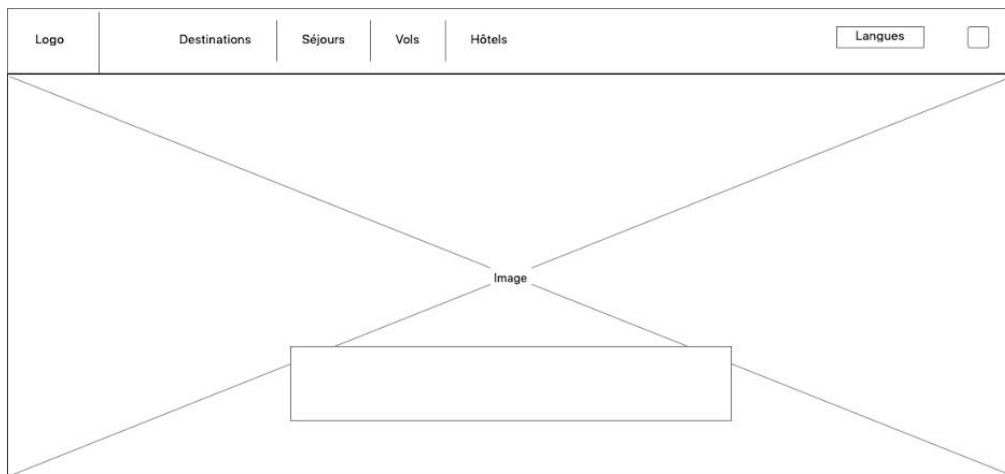 Logo
Destinations
Séjours
Vols
Hôtels
Langues
Image